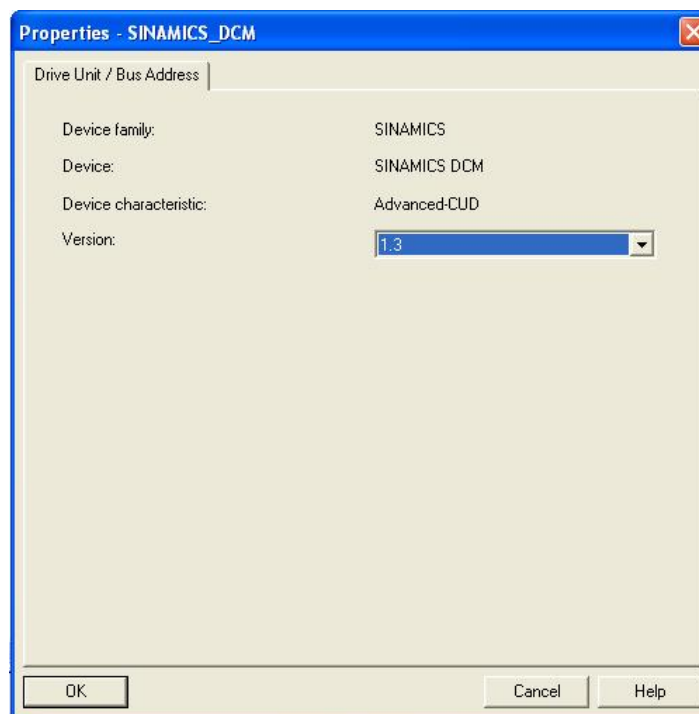 Properties - SINAMICS_DCM
Drive Unit / Bus Address
Device family: SINAMICS
Device: SINAMICS DCM
Device characteristic: Advanced-CUD
Version: 1.3
OK Cancel Help